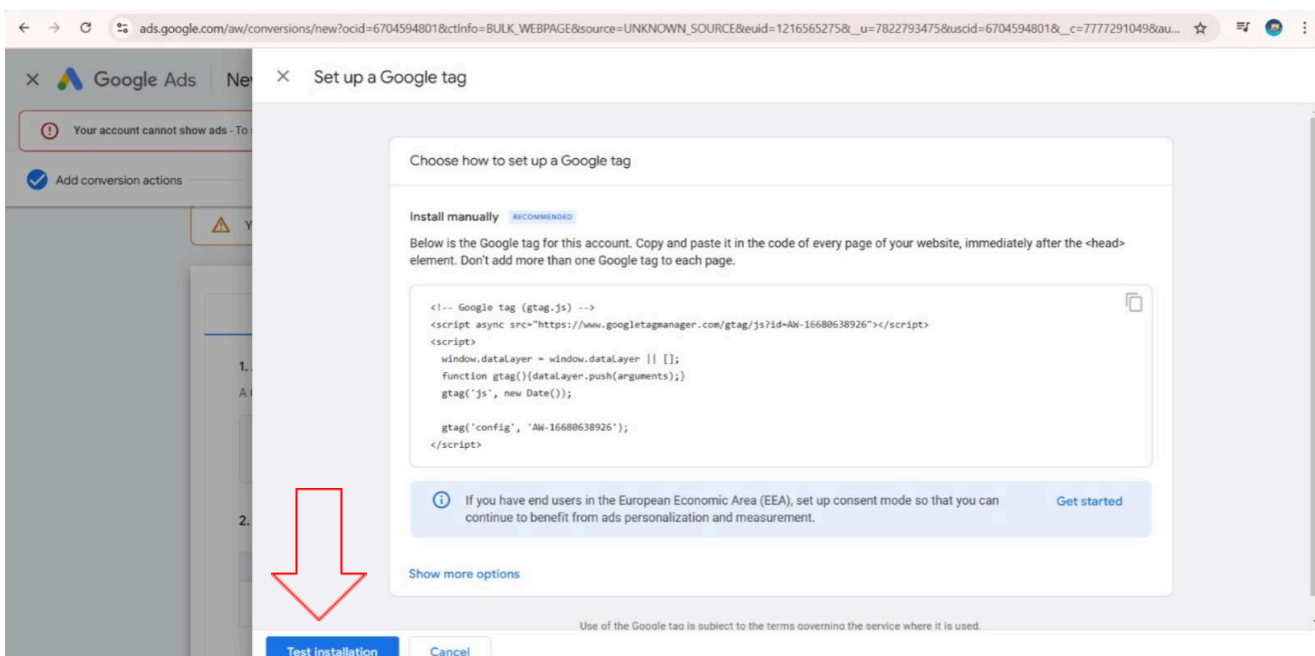 ads.google.com/aw/conversions/new?ocid=6704594801&ctInfo=BULK_WEBPAGE&source=UNKNOWN_SOURCE&euid=1216565275&__u=7822793475&uscid=6704594801&__c=7777291049&au...
Google Ads
Set up a Google tag
Your account cannot show ads - To
Add conversion actions
Choose how to set up a Google tag
Install manually RECOMMENDED
Below is the Google tag for this account. Copy and paste it in the code of every page of your website, immediately after the <head>
element. Don't add more than one Google tag to each page.
<!-- Google tag (gtag.js) -->
<script async src="https://www.googletagmanager.com/gtag/js?id=AW-16680638926"></script>
<script>
window.dataLayer = window.dataLayer || [];
function gtag(){dataLayer.push(arguments);}
gtag('js', new Date());
gtag('config', 'AW-16680638926');
</script>
1.
If you have end users in the European Economic Area (EEA), set up consent mode so that you can
continue to benefit from ads personalization and measurement.
Get started
2.
Show more options
Use of the Google tag is subject to the terms governing the service where it is used.
Test installation
Cancel